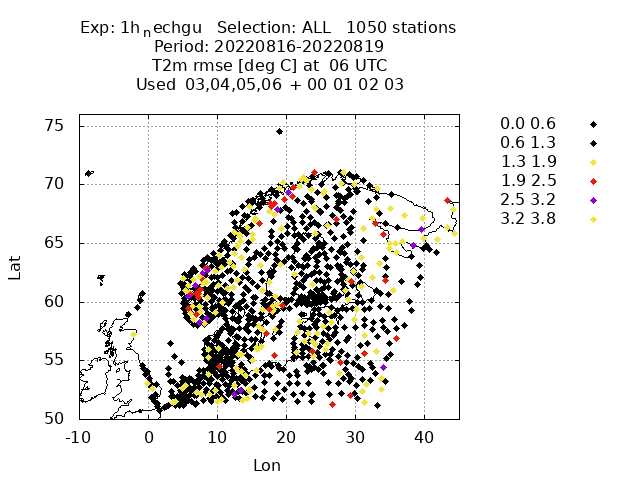 Exp: 1h nechgu Selection: ALL 1050 stations
Period: 20220816-20220819
T2m rmse [deg C] at 06 UTC
Used 03,04,05,06 + 00 01 02 03
0.0 0.6
0.6 1.3
1.3 1.9
1.9 2.5
2.5 3.2
3.2 3.8
75
70
65
60
55
50
Lat
-10 0 10 20 30 40
Lon